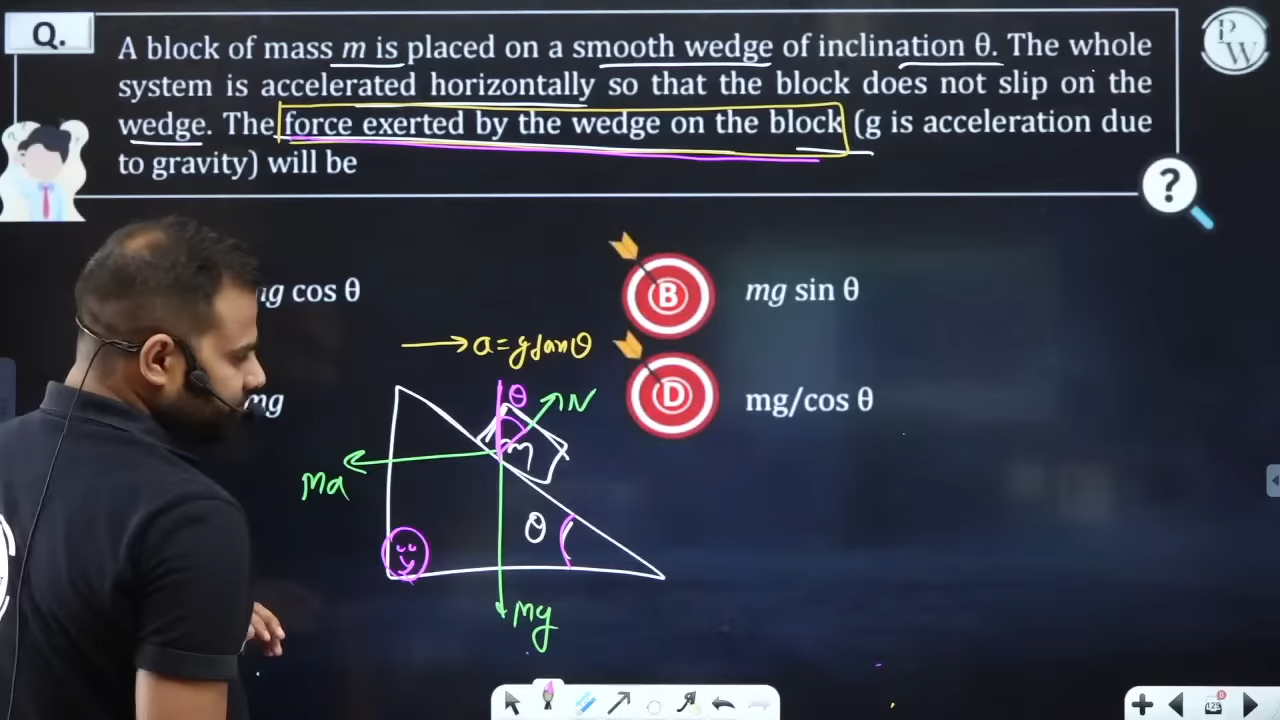 Q.
A block of mass m is placed on a smooth wedge of inclination θ. The whole
system is accelerated horizontally so that the block does not slip on the
wedge. The force exerted by the wedge on the block (g is acceleration due
to gravity) will be
P
W
?
mg cos θ
B mg sin θ
mg
D mg/cos θ
a = g tan θ
θ
N
m
Ma
θ
Mg
129